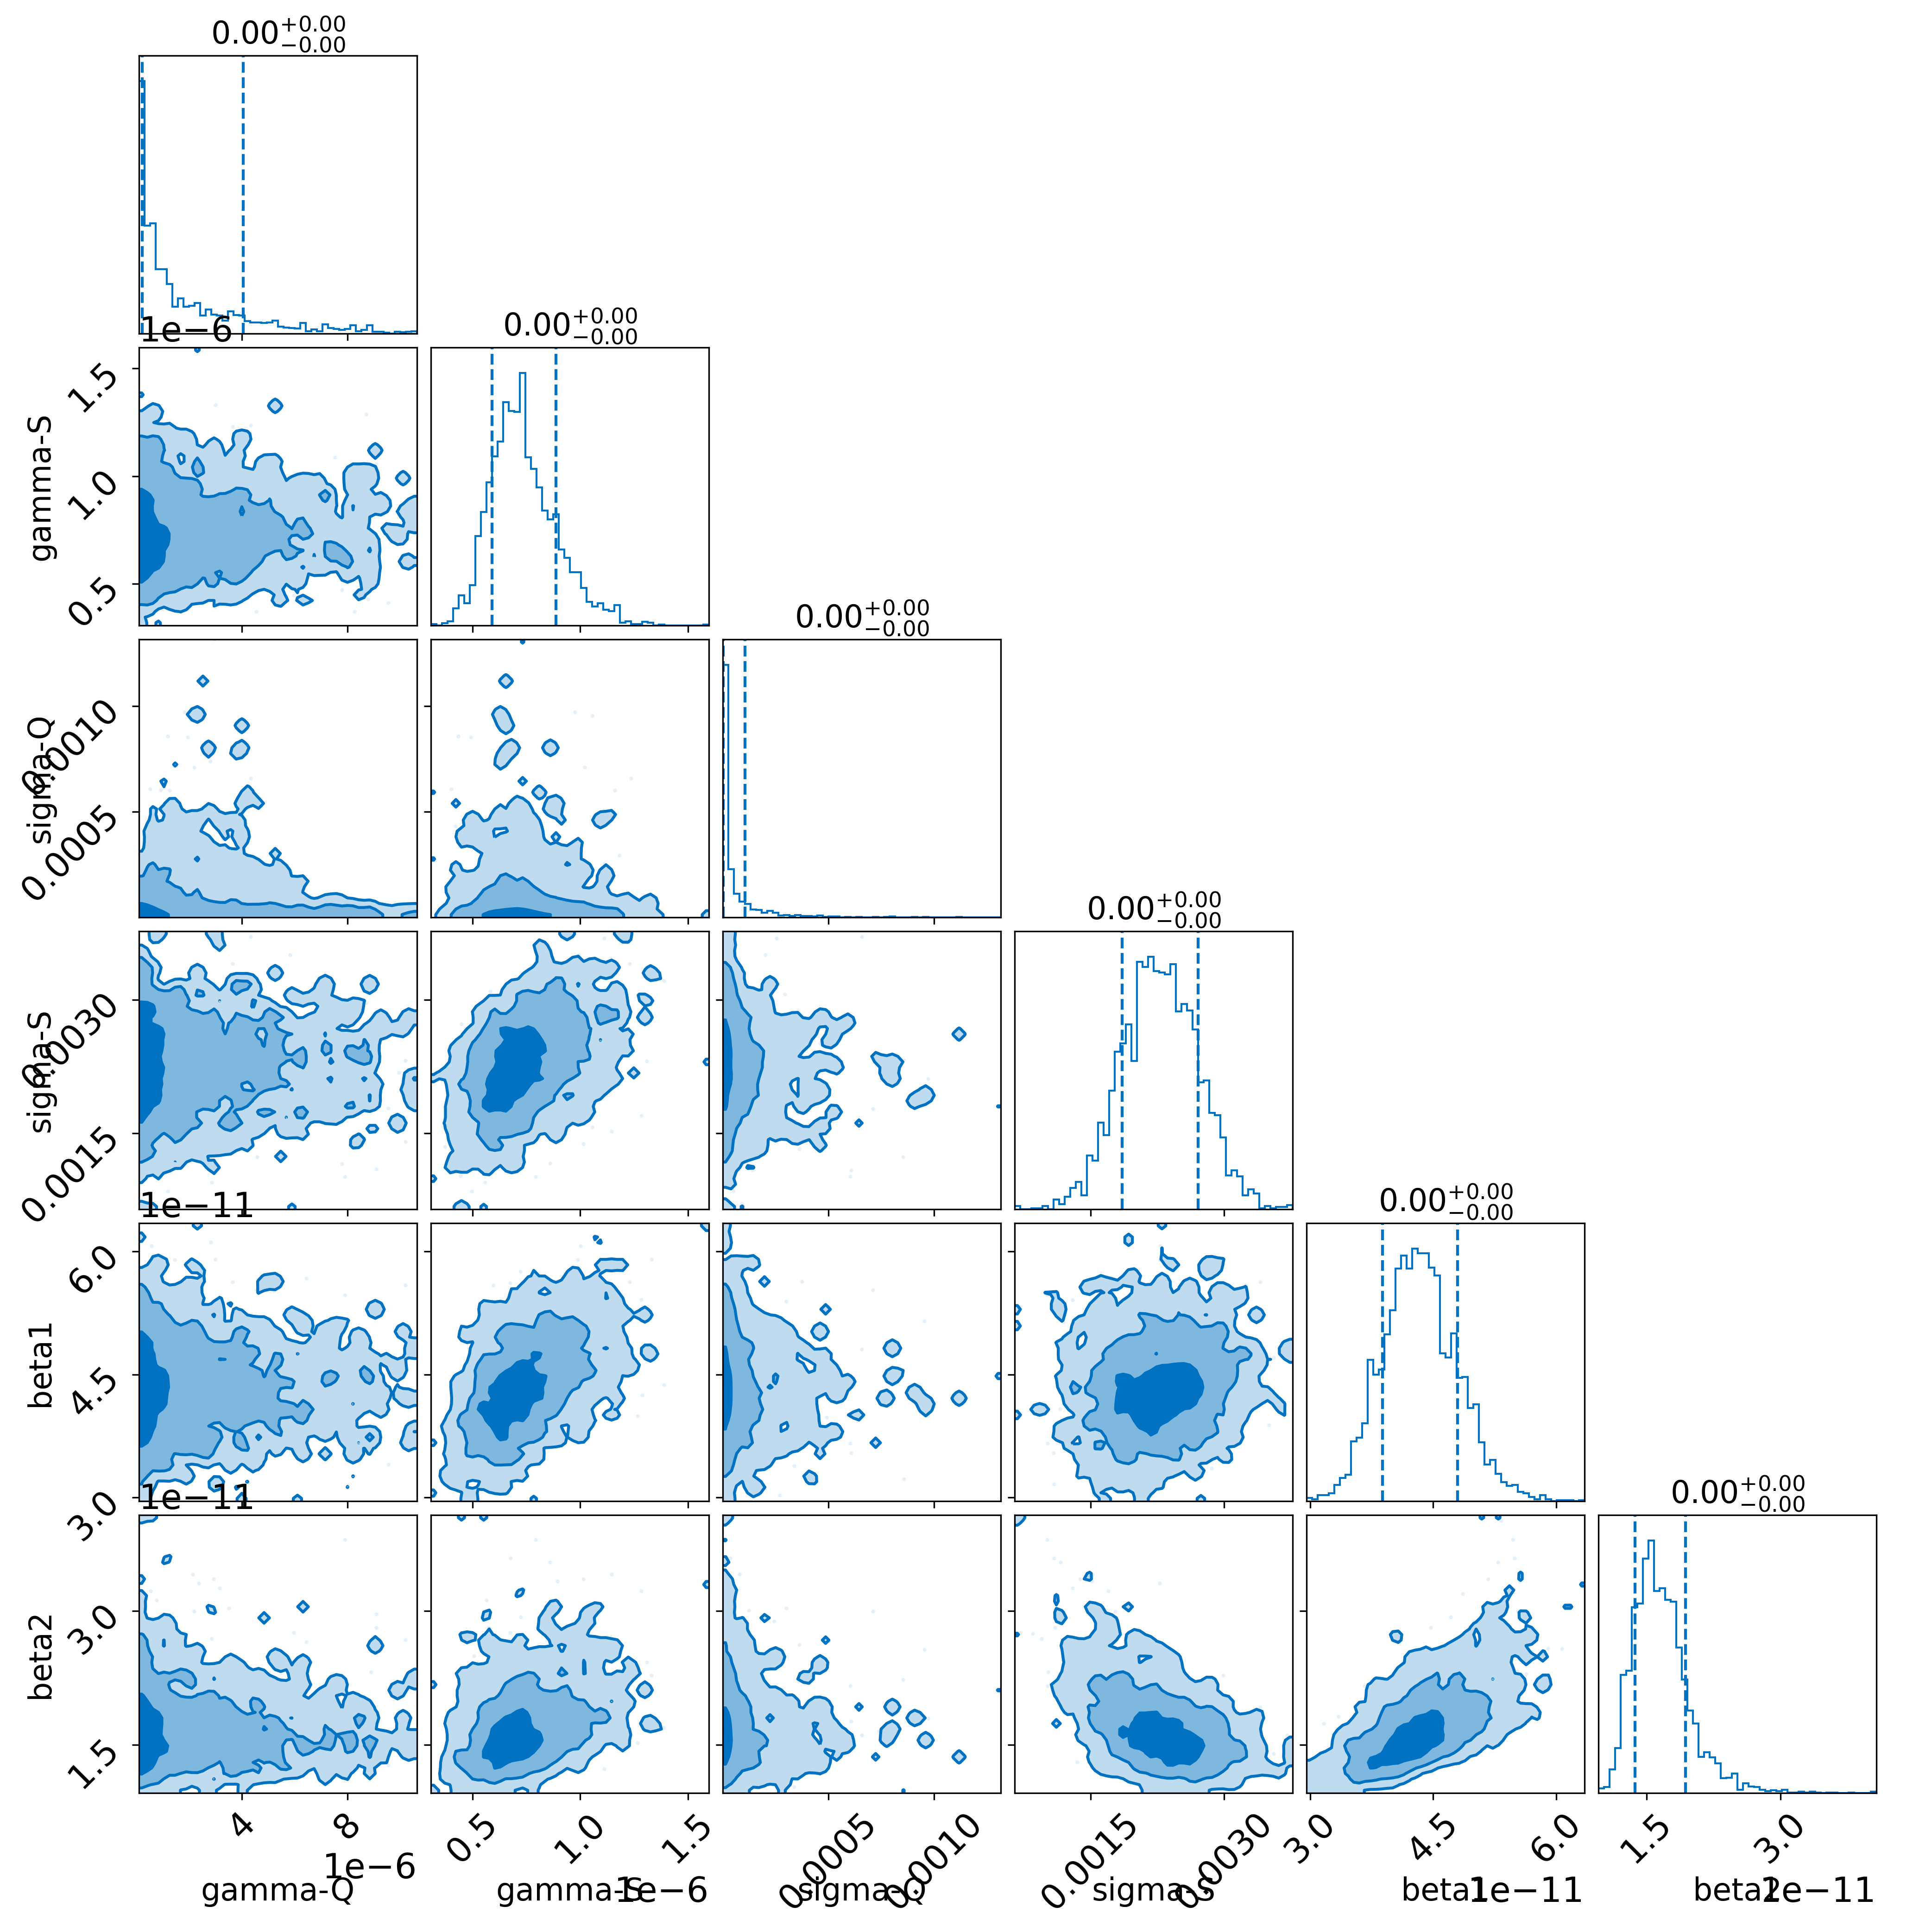 0.00+0.00−0.00
1e−6
0.00+0.00−0.00
1.5
1.0
0.5
gamma-S
0.00+0.00−0.00
0.0010
0.0005
sigma-Q
0.00+0.00−0.00
0.0030
0.0015
sigma-S
1e−11
0.00+0.00−0.00
6.0
4.5
3.0
beta1
1e−11
0.00+0.00−0.00
3.0
1.5
beta2
4 8 0.5 1.0 1.5 0.0005 0.0010 0.0015 0.0030 3.0 4.5 6.0 1.5 3.0
1e−6 1e−6 1e−11 1e−11
gamma-Q gamma-S sigma-Q sigma-S beta1 beta2